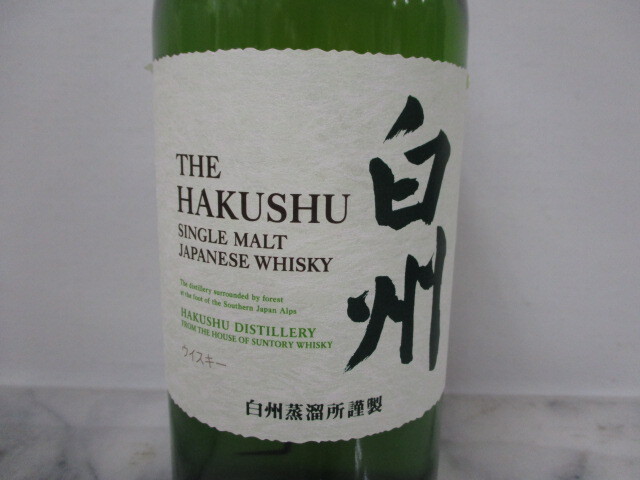 THE
HAKUSHU
SINGLE MALT
JAPANESE WHISKY
The distillery surrounded by forest
at the foot of the Southern Japan Alps
HAKUSHU DISTILLERY
FROM THE HOUSE OF SUNTORY WHISKY
ウイスキー
白州
白州蒸溜所謹製